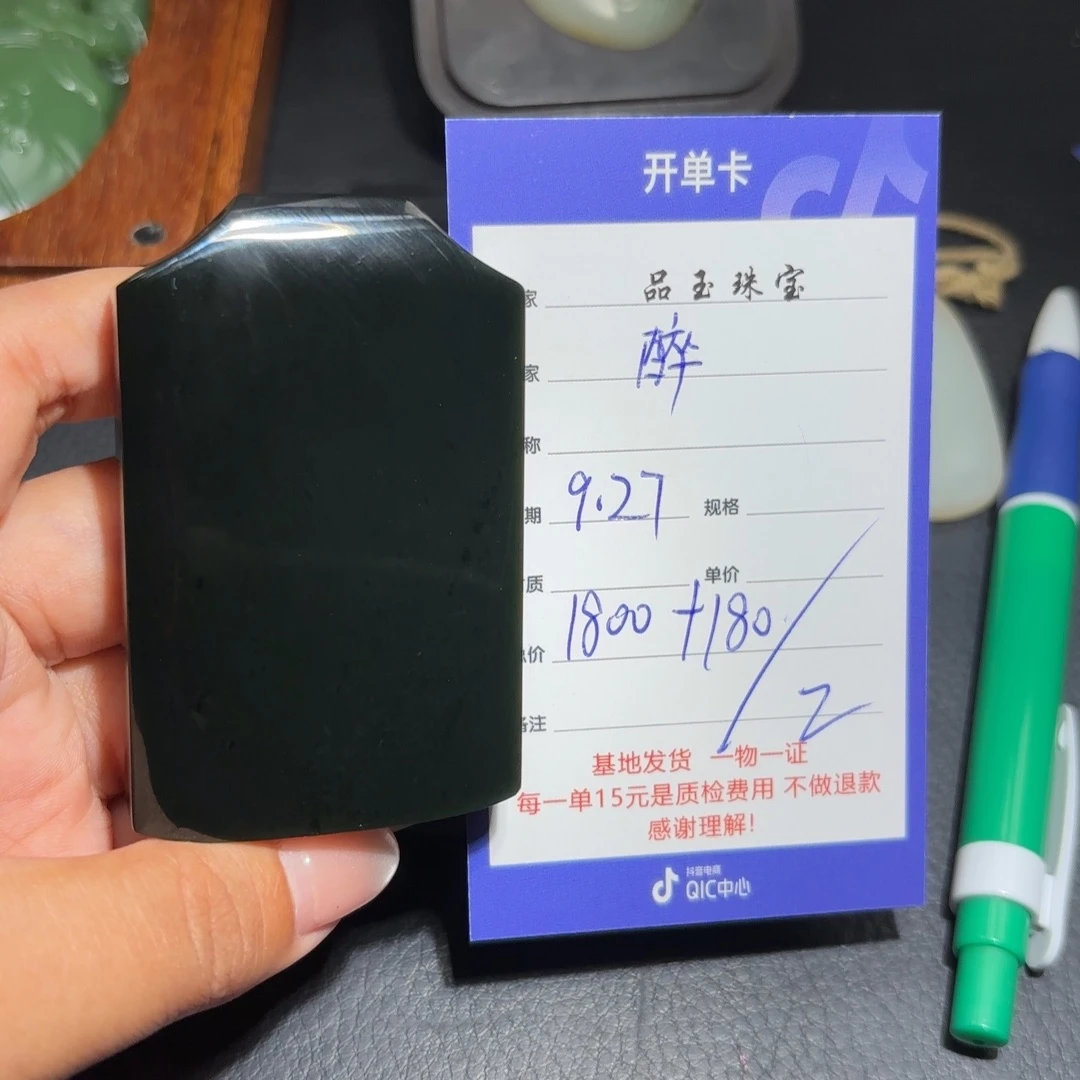 开单卡
家 品玉珠宝
家 醉
称
期 9.27 规格
质 单价
价 1800+180/2
备注
基地发货 一物一证
每一单15元是质检费用 不做退款
感谢理解!
抖音电商
QIC中心